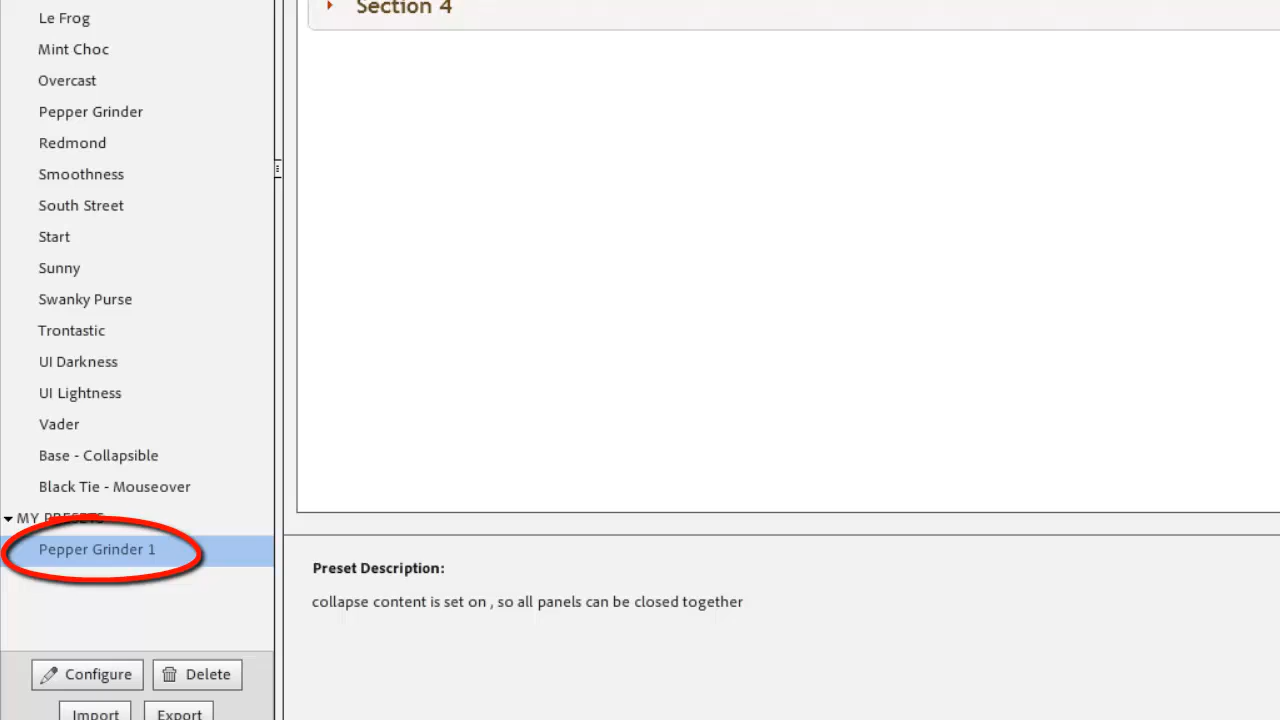 Le Frog
Mint Choc
Overcast
Pepper Grinder
Redmond
Smoothness
South Street
Start
Sunny
Swanky Purse
Trontastic
UI Darkness
UI Lightness
Vader
Base - Collapsible
Black Tie - Mouseover
MY PRESETS
Pepper Grinder 1
Configure
Delete
Import
Export
Section 4
Preset Description:
collapse content is set on , so all panels can be closed together